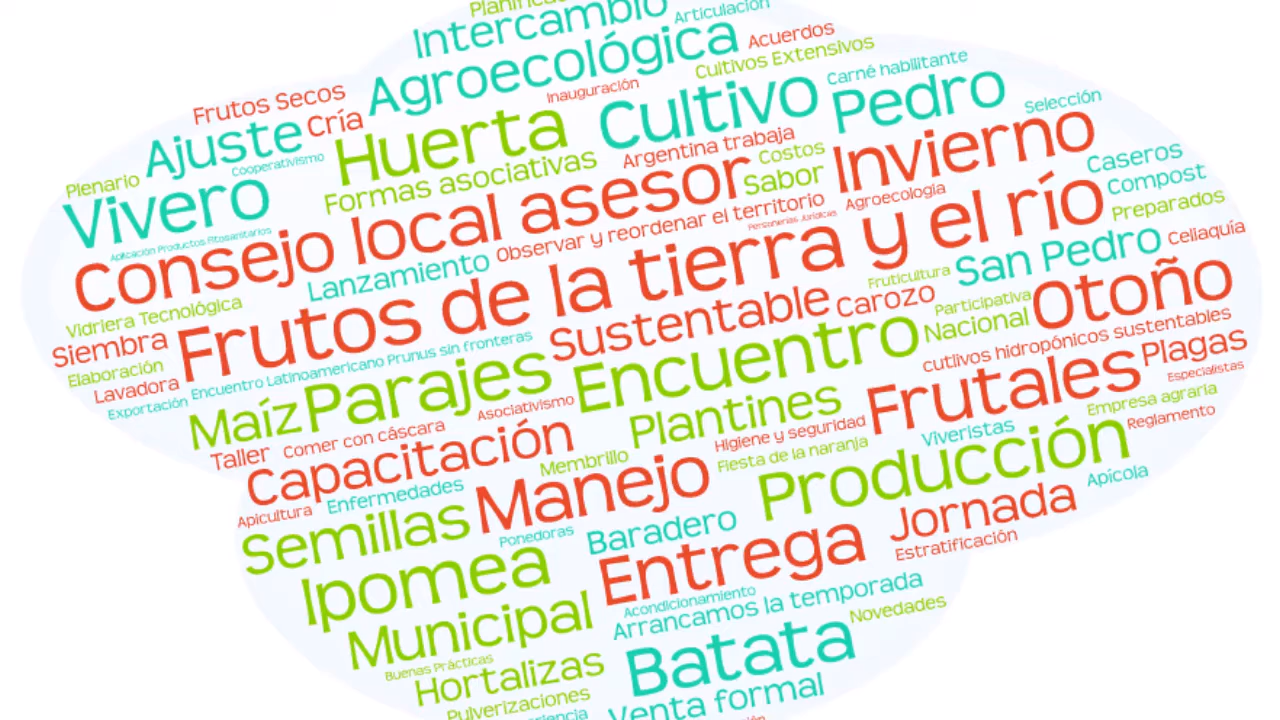 Intercambio
Articulación
Agroecológica
Acuerdos
Cultivos Extensivos
Frutos Secos
Inauguración
Cultivo
Carné habilitante
Pedro
Selección
Ajuste
Cría
Huerta
Cooperativismo
Argentina trabaja
Costos
Invierno
Plenario
Vivero
Formas asociativas
Sabor
Caseros
Compost
Consejo local asesor
Observar y reordenar el territorio
Personerías Jurídicas
Agroecología
Preparados
Aplicación Productos Fitosanitarios
Lanzamiento
Frutos de la tierra y el río
Fruticultura
San Pedro
Celiaquía
Vidriera Tecnológica
Siembra
Sustentable
Carozo
Participativa
Otoño
Elaboración
Lavadora
Encuentro Latinoamericano Prunus sin fronteras
Encuentro
Nacional
cutlivos hidropónicos sustentables
Exportación
Maíz
Parajes
Asociativismo
Plantines
Frutales
Plagas
Especialistas
Taller
Comer con cáscara
Higiene y seguridad
Empresa agraria
Capacitación
Membrillo
Fiesta de la naranja
Viveristas
Reglamento
Apicultura
Enfermedades
Manejo
Producción
Apícola
Semillas
Ponedoras
Baradero
Jornada
Ipomea
Entrega
Estratificación
Municipal
Acondicionamiento
Arrancamos la temporada
Novedades
Buenas Prácticas
Hortalizas
Batata
Pulverizaciones
Venta formal